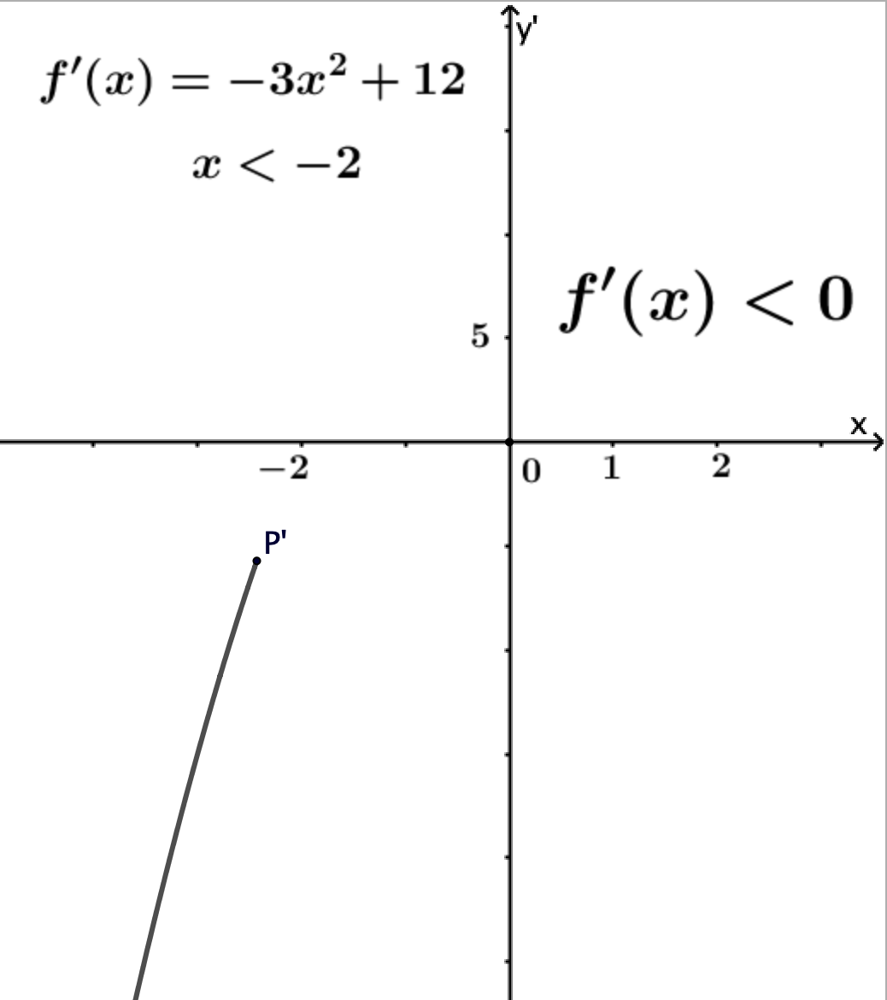 y'
f'(x) = −3x² + 12
x < −2
f'(x) < 0
5
x
−2
0
1
2
P'